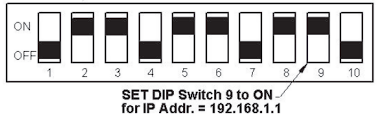 ON
OFF
1 2 3 4 5 6 7 8 9 10
SET DIP Switch 9 to ON
for IP Addr. = 192.168.1.1